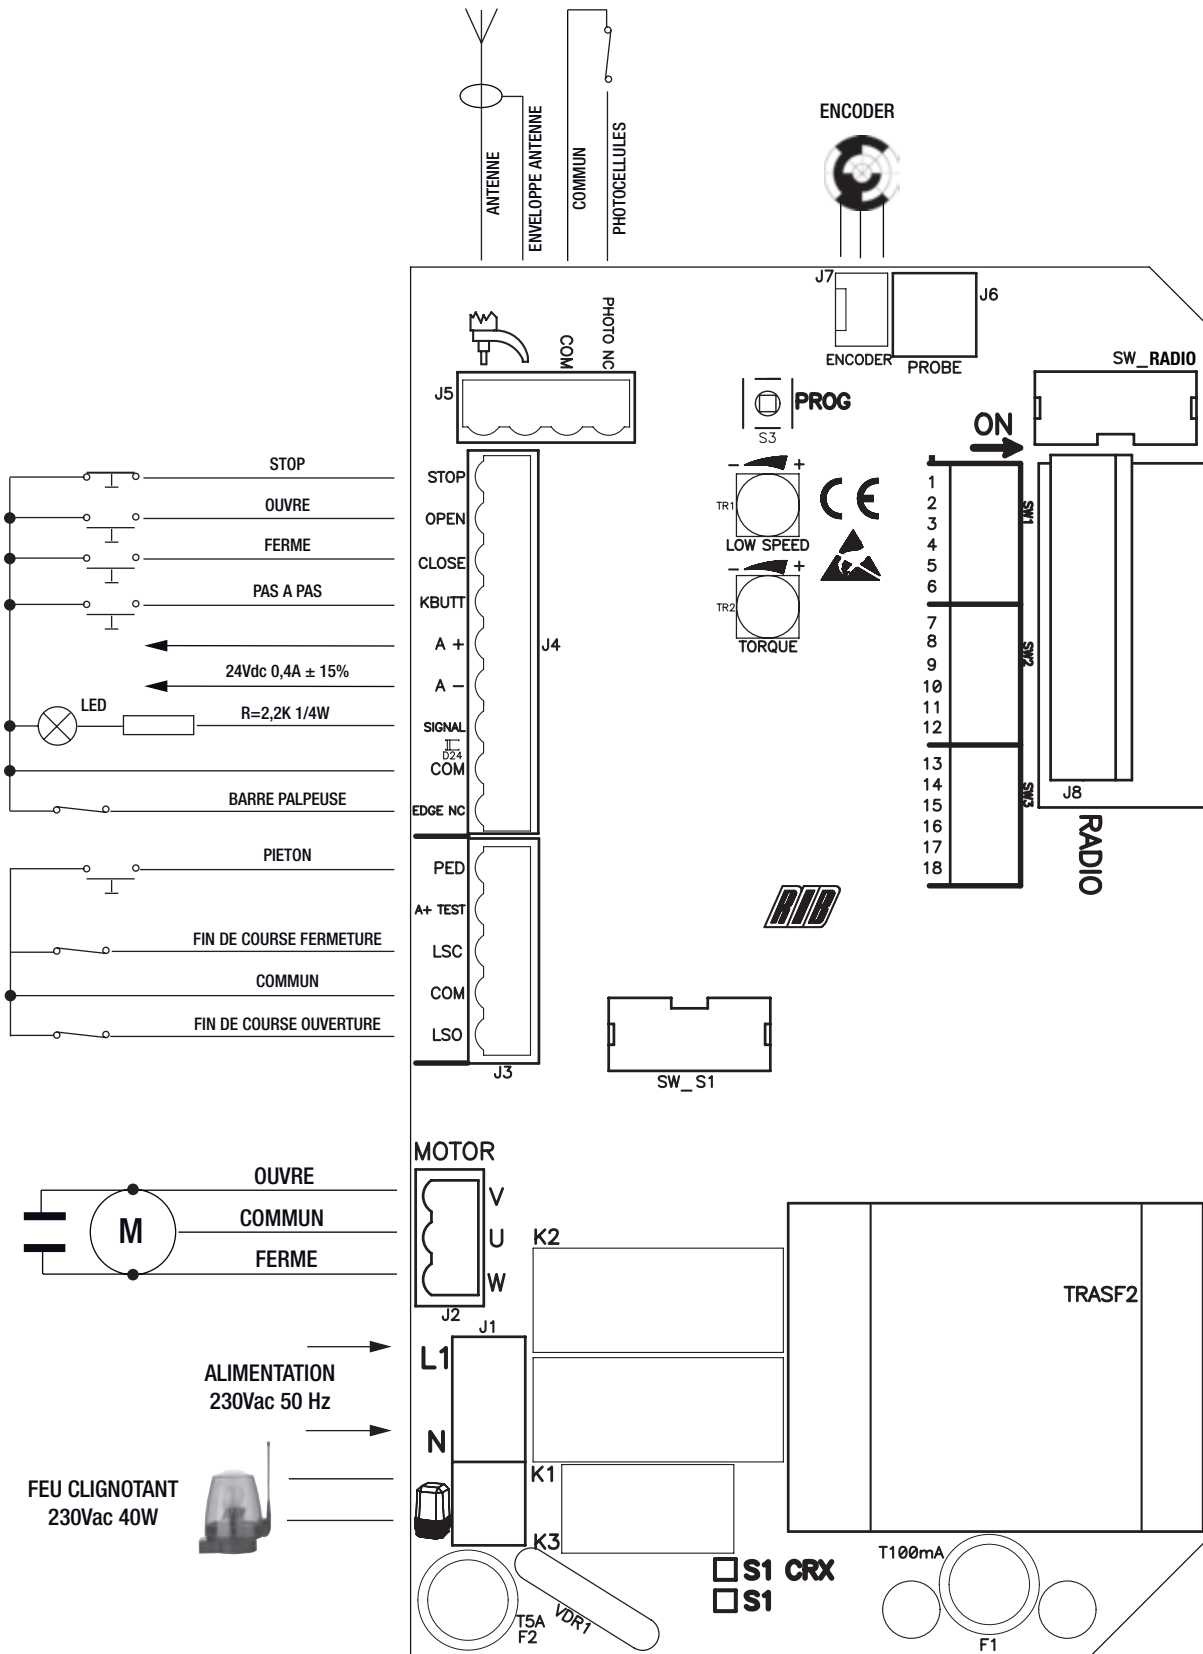 ANTENNE
ENVELOPPE ANTENNE
COMMUN
PHOTOCELLULES
ENCODER
J7
J6
ENCODER
PROBE
COM
PHOTO NC
J5
PROG
S3
SW_RADIO
ON
- +
TR1
LOW SPEED
- +
TR2
TORQUE
CE
1
2
3
4
5
6
SW1
7
8
9
10
11
12
SW2
13
14
15
16
17
18
SW3
J8
RADIO
STOP
STOP
OUVRE
OPEN
FERME
CLOSE
PAS A PAS
KBUTT
A +
J4
24Vdc 0,4A ± 15%
A -
LED
R=2,2K 1/4W
SIGNAL
D24
COM
BARRE PALPEUSE
EDGE NC
PIETON
PED
A+ TEST
FIN DE COURSE FERMETURE
LSC
COMMUN
COM
FIN DE COURSE OUVERTURE
LSO
J3
RIB
SW_S1
MOTOR
OUVRE
V
COMMUN
U
FERME
W
M
J2
K2
TRASF2
J1
L1
ALIMENTATION
230Vac 50 Hz
N
K1
FEU CLIGNOTANT
230Vac 40W
K3
S1 CRX
S1
T5A
F2
VDR1
T100mA
F1